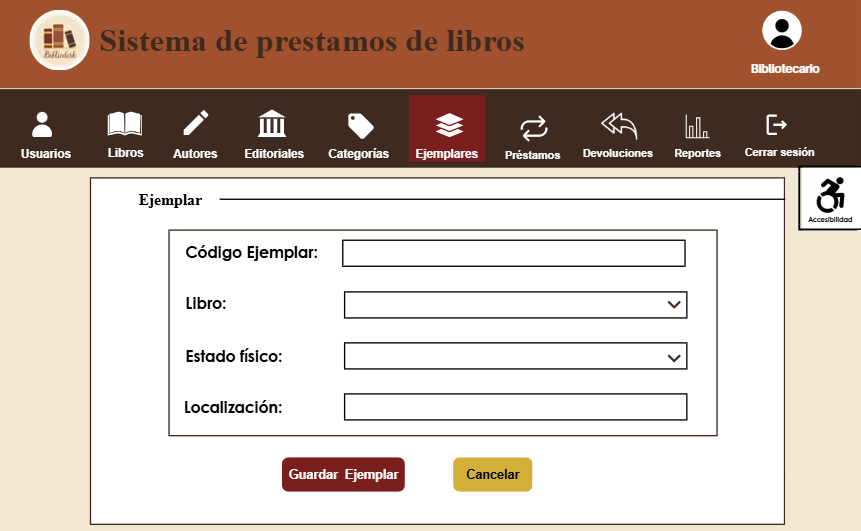 Bibliodesk
Sistema de prestamos de libros
Bibliotecario
Usuarios
Libros
Autores
Editoriales
Categorías
Ejemplares
Préstamos
Devoluciones
Reportes
Cerrar sesión
Accesibilidad
Ejemplar
Código Ejemplar:
Libro:
Estado físico:
Localización:
Guardar Ejemplar
Cancelar